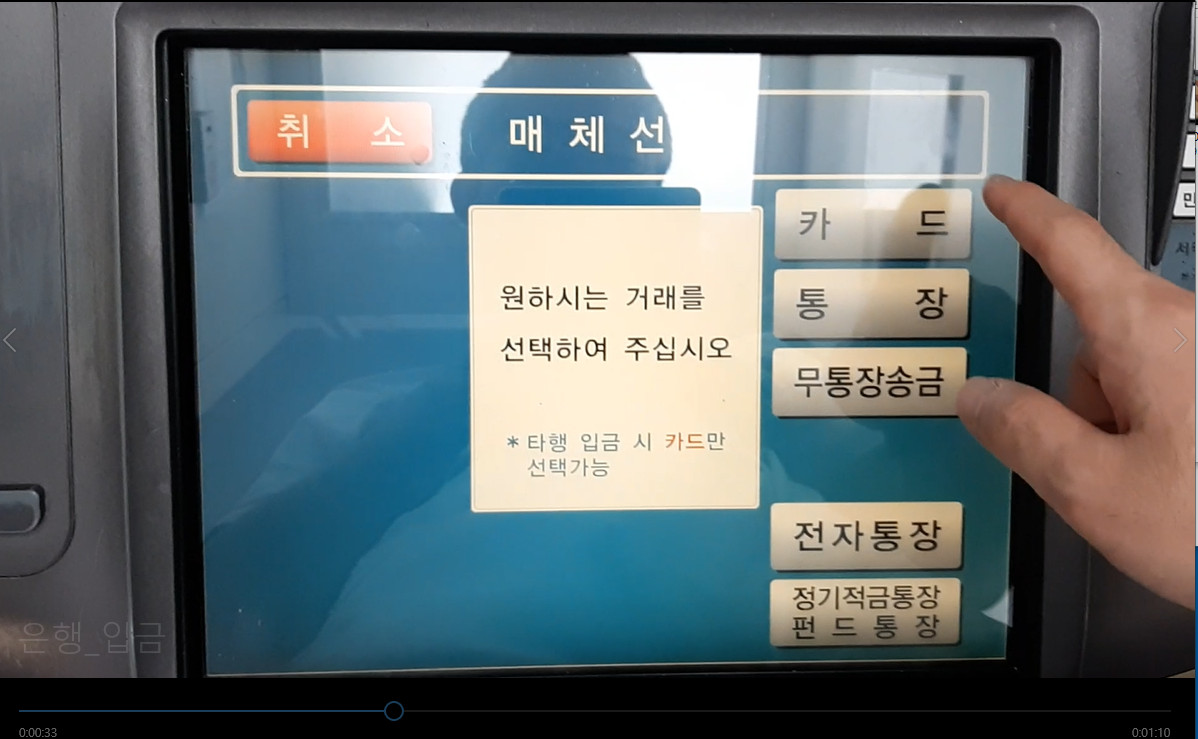 취 소
매 체 선
카 드
원하시는 거래를
선택하여 주십시오
통 장
무통장송금
* 타행 입금 시 카드만
선택가능
전자통장
정기적금통장
펀 드 통 장
은행_입금
0:00:33
0:01:10